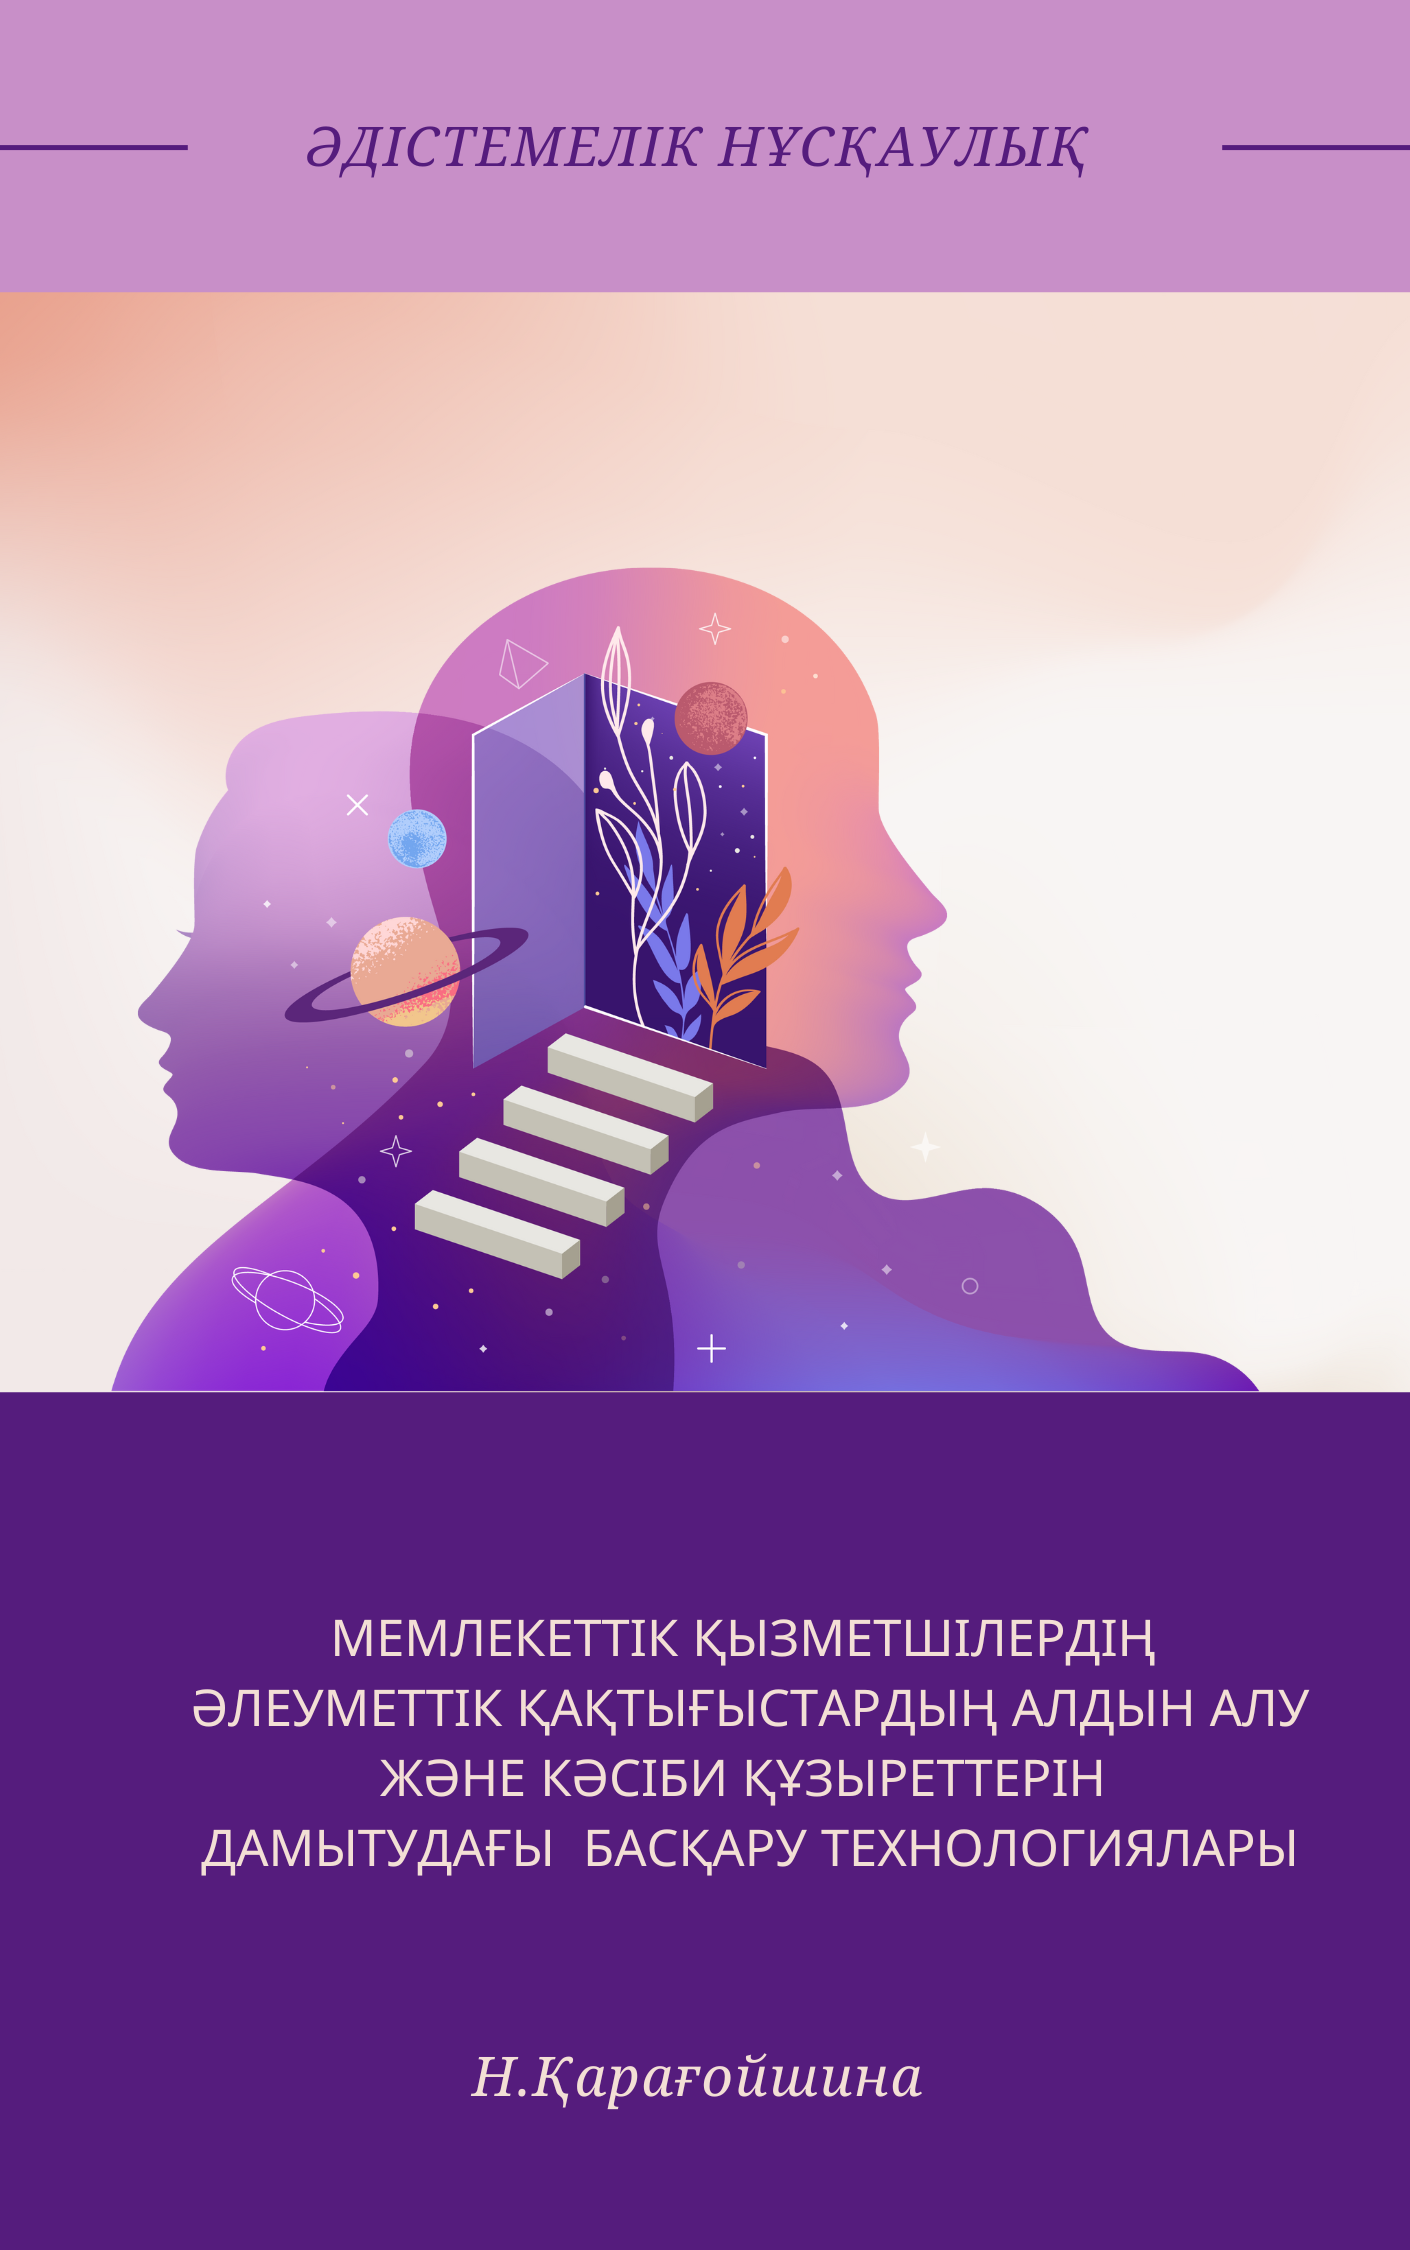 ӘДІСТЕМЕЛІК НҰСҚАУЛЫҚ
МЕМЛЕКЕТТІК ҚЫЗМЕТШІЛЕРДІҢ
ӘЛЕУМЕТТІК ҚАҚТЫҒЫСТАРДЫҢ АЛДЫН АЛУ
ЖӘНЕ КӘСІБИ ҚҰЗЫРЕТТЕРІН
ДАМЫТУДАҒЫ  БАСҚАРУ ТЕХНОЛОГИЯЛАРЫ
Н.Қарағойшина